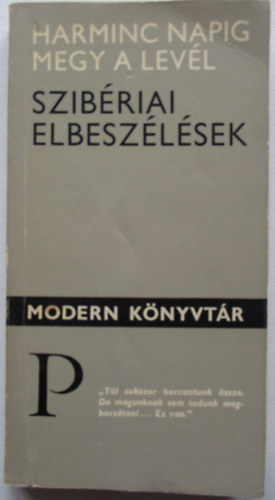 HARMINC NAPIG
MEGY A LEVÉL
SZIBÉRIAI
ELBESZÉLÉSEK
MODERN KÖNYVTÁR
P
„Túl sokszor koccantunk össze.
De magunknak sem tudunk meg-
bocsátani... Ez van."